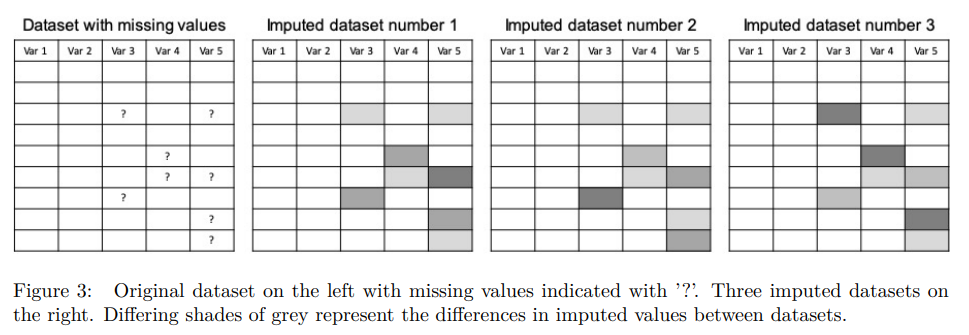 Dataset with missing values
Imputed dataset number 1
Imputed dataset number 2
Imputed dataset number 3
Var 1 Var 2 Var 3 Var 4 Var 5
Var 1 Var 2 Var 3 Var 4 Var 5
Var 1 Var 2 Var 3 Var 4 Var 5
Var 1 Var 2 Var 3 Var 4 Var 5
? ?
?
? ?
?
?
?
Figure 3: Original dataset on the left with missing values indicated with '?'. Three imputed datasets on
the right. Differing shades of grey represent the differences in imputed values between datasets.